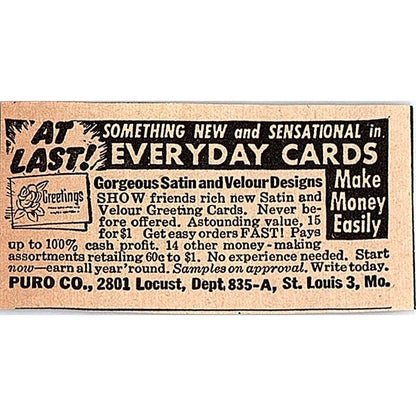 AT LAST!
SOMETHING NEW and SENSATIONAL in
EVERYDAY CARDS
Greetings
Gorgeous Satin and Velour Designs
SHOW friends rich new Satin and
Velour Greeting Cards. Never be-
fore offered. Astounding value, 15
for $1 Get easy orders FAST! Pays
up to 100% cash profit. 14 other money-making
assortments retailing 60c to $1. No experience needed. Start
now—earn all year 'round. Samples on approval. Write today.
Make
Money
Easily
PURO CO., 2801 Locust, Dept. 835-A, St. Louis 3, Mo.